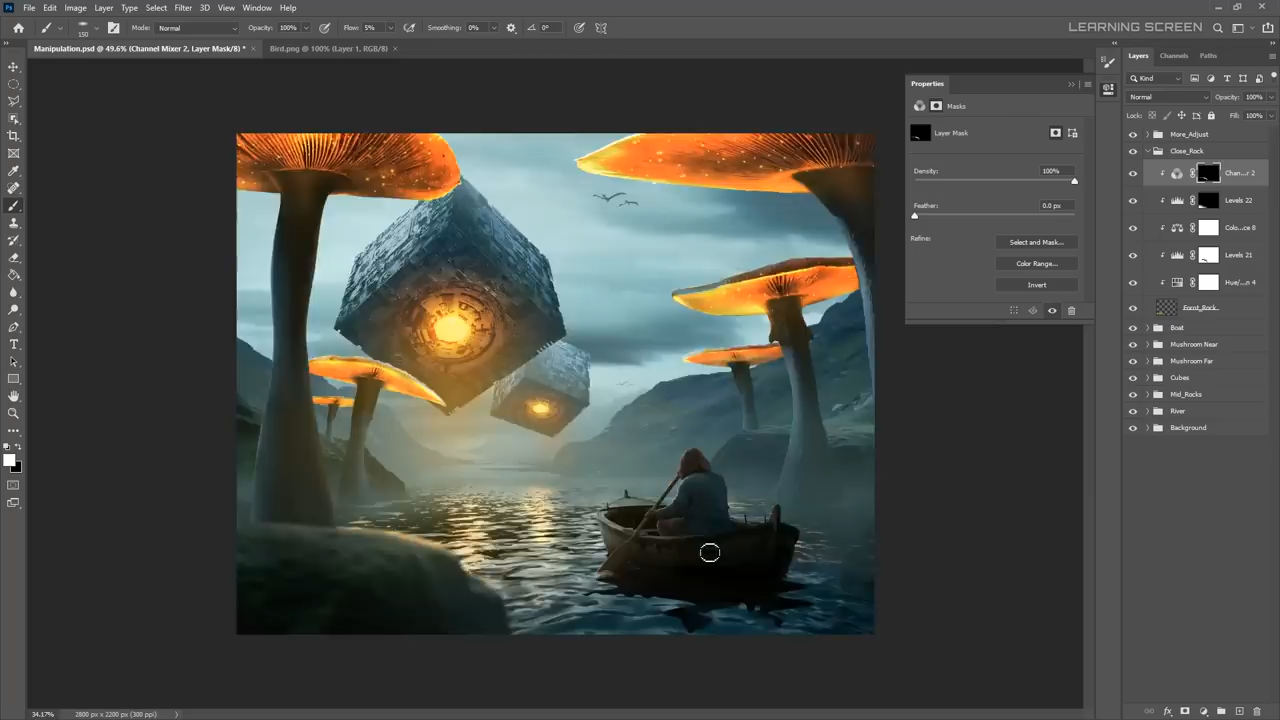 Ps File Edit Image Layer Type Select Filter 3D View Window Help
150 Mode: Normal Opacity: 100% Flow: 5% Smoothing: 0% 0° LEARNING SCREEN
Manipulation.psd @ 49.6% (Channel Mixer 2, Layer Mask/8) * × Bird.png @ 100% (Layer 1, RGB/8) ×
Properties
Masks
Layer Mask
Density: 100%
Feather: 0.0 px
Refine: Select and Mask...
Color Range...
Invert
Layers Channels Paths
Kind
Normal Opacity: 100%
Lock: Fill: 100%
More_Adjust
Close_Rock
Chan...r 2
Levels 22
Colo...ce 8
Levels 21
Hue/...n 4
Fornt_Rock
Boat
Mushroom Near
Mushroom Far
Cubes
Mid_Rocks
River
Background
34.17% 2800 px x 2200 px (300 ppi)